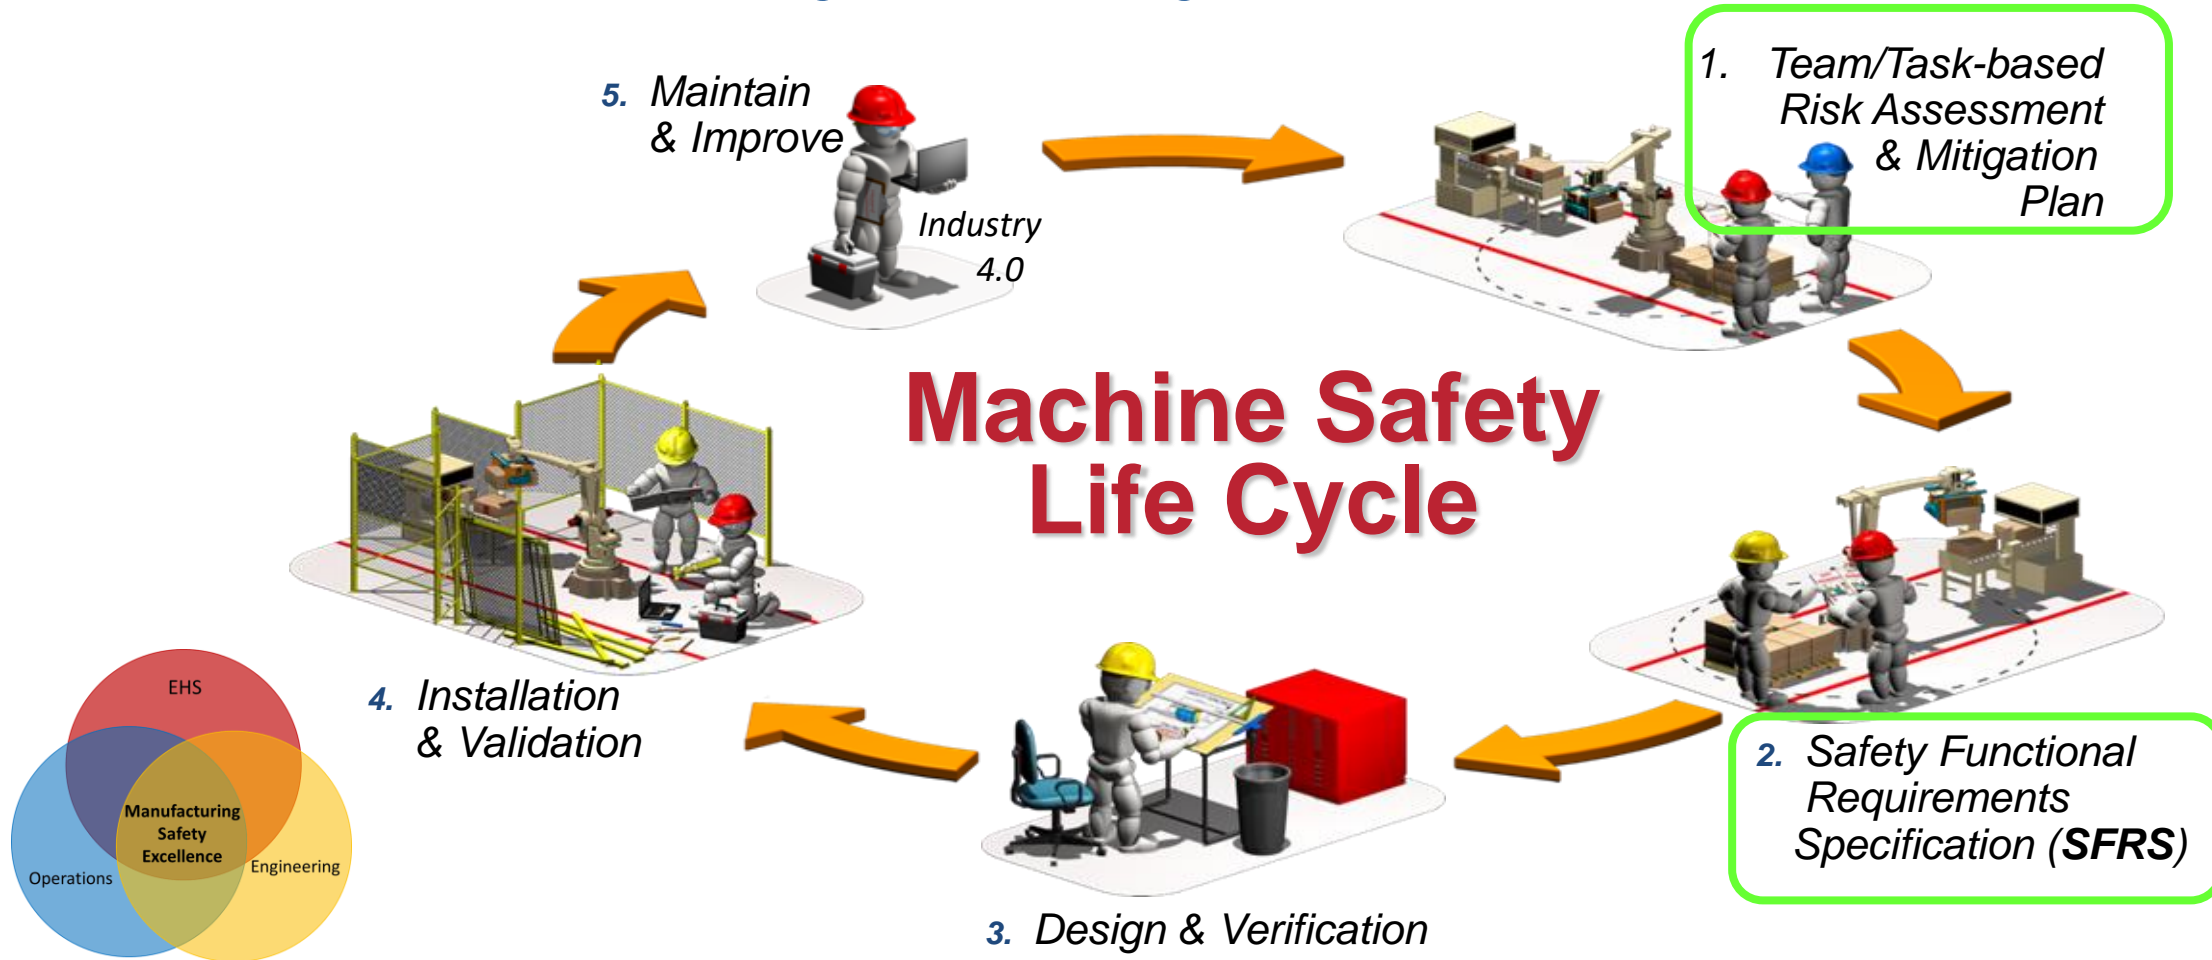 1. Team/Task-based
Risk Assessment
& Mitigation
Plan
2. Safety Functional
Requirements
Specification (SFRS)
3. Design & Verification
4. Installation
& Validation
5. Maintain
& Improve
Industry
4.0
Machine Safety
Life Cycle
EHS
Manufacturing
Safety
Excellence
Operations
Engineering